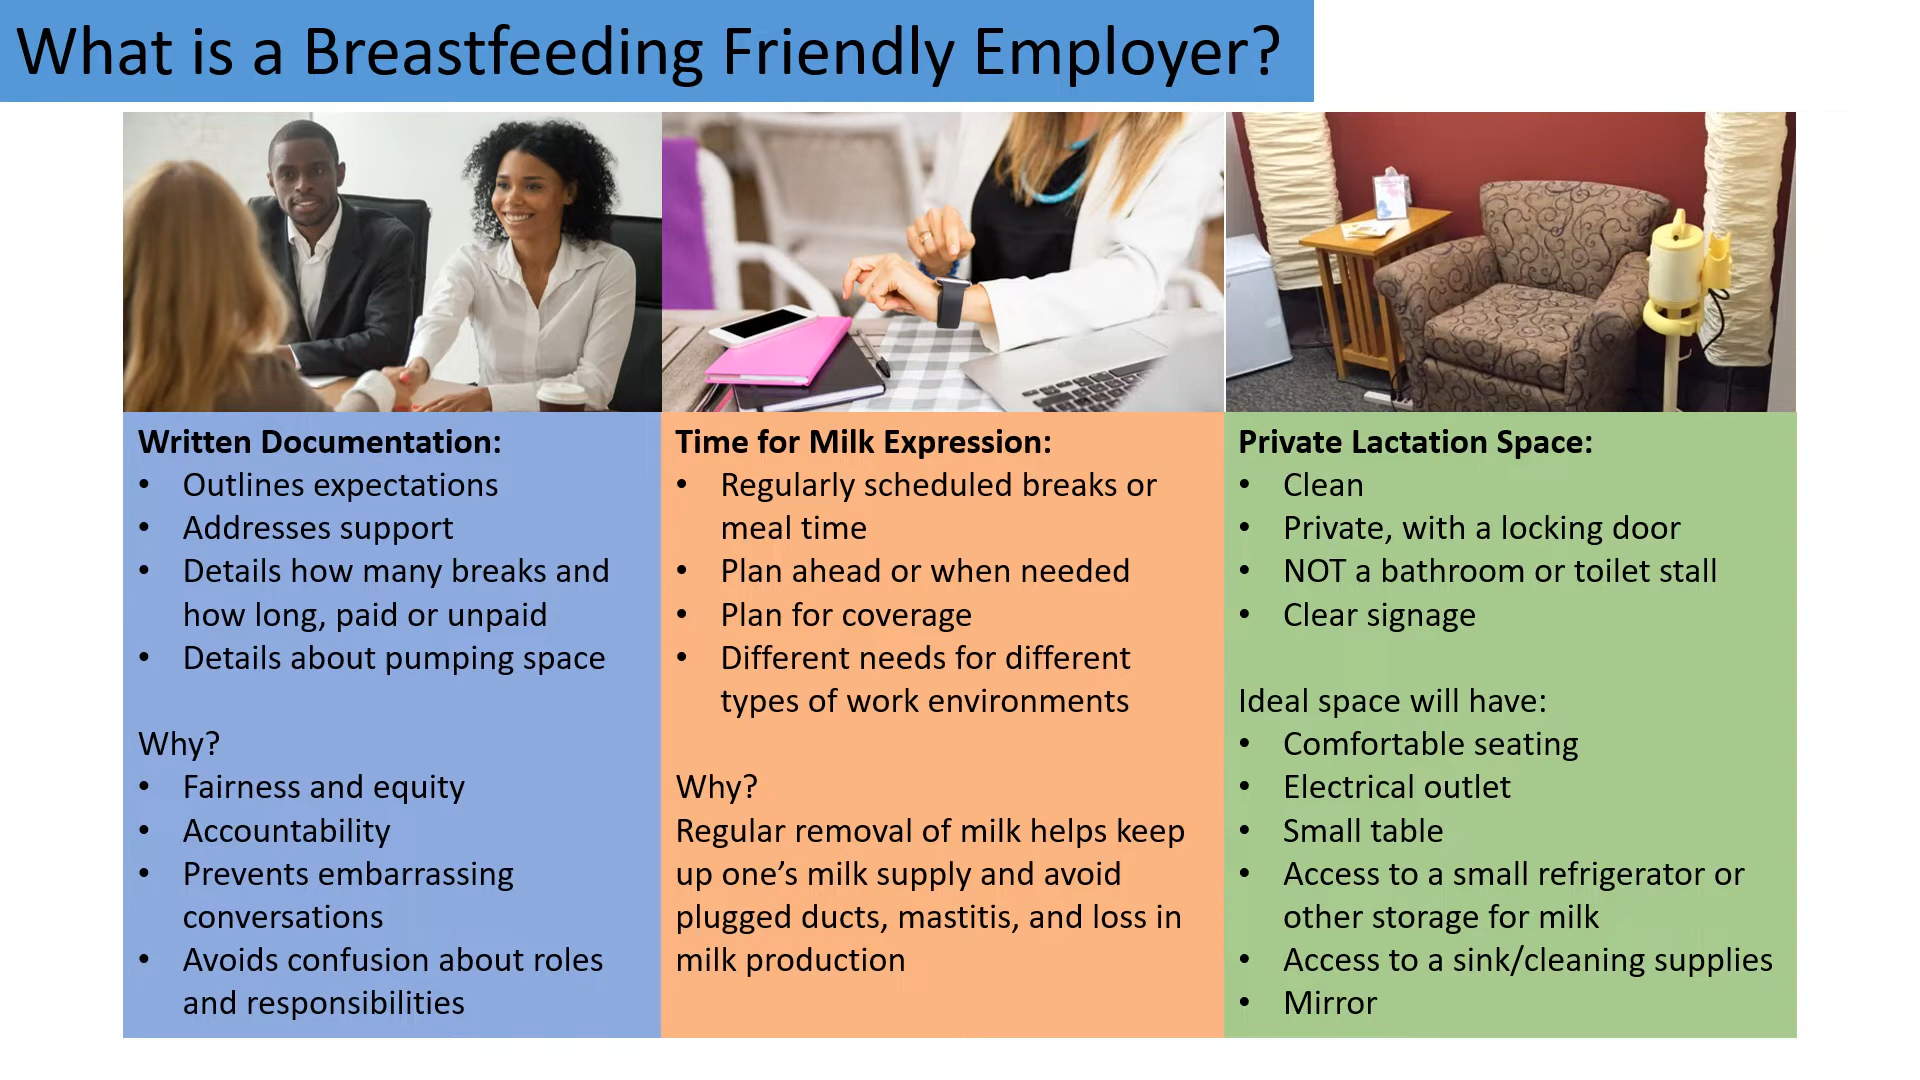 What is a Breastfeeding Friendly Employer?
Written Documentation:
• Outlines expectations
• Addresses support
• Details how many breaks and
how long, paid or unpaid
• Details about pumping space
Why?
• Fairness and equity
• Accountability
• Prevents embarrassing
conversations
• Avoids confusion about roles
and responsibilities
Time for Milk Expression:
• Regularly scheduled breaks or
meal time
• Plan ahead or when needed
• Plan for coverage
• Different needs for different
types of work environments
Why?
Regular removal of milk helps keep
up one’s milk supply and avoid
plugged ducts, mastitis, and loss in
milk production
Private Lactation Space:
• Clean
• Private, with a locking door
• NOT a bathroom or toilet stall
• Clear signage
Ideal space will have:
• Comfortable seating
• Electrical outlet
• Small table
• Access to a small refrigerator or
other storage for milk
• Access to a sink/cleaning supplies
• Mirror